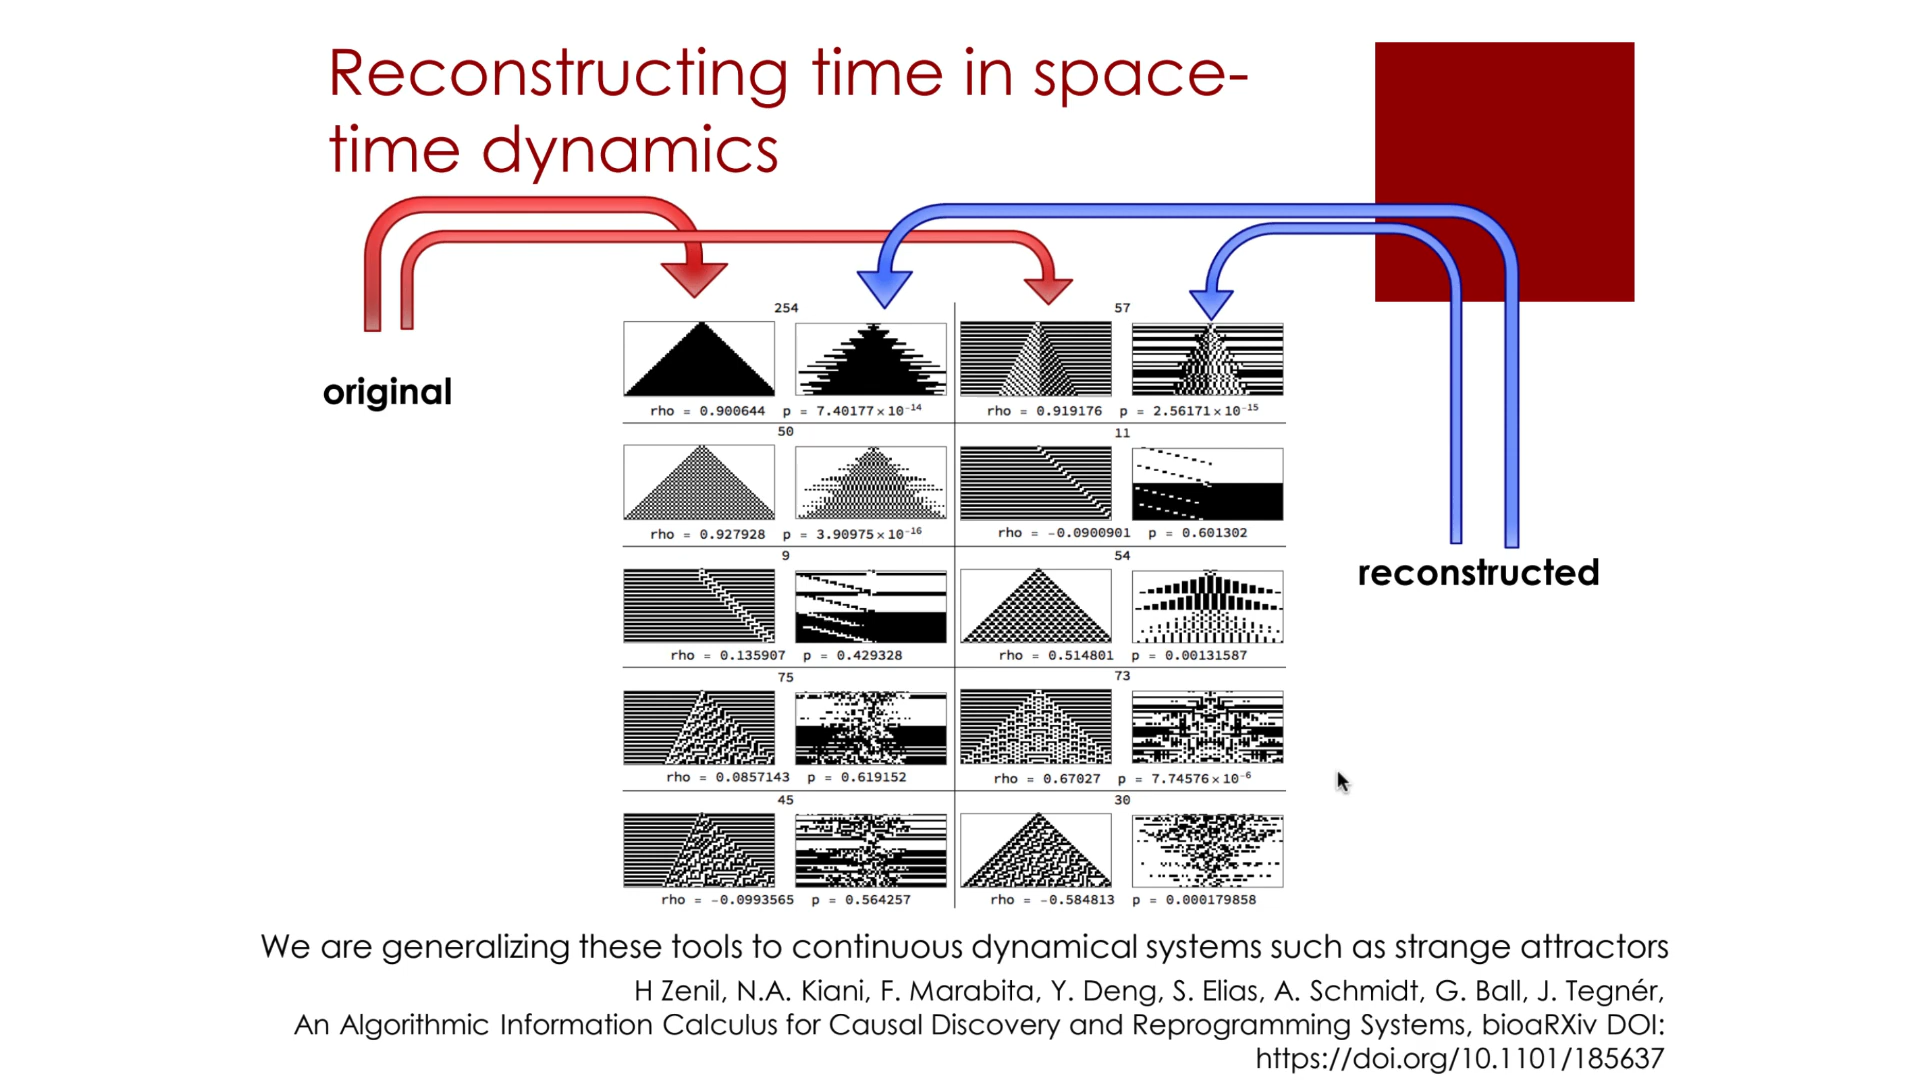 Reconstructing time in space-
time dynamics
original
reconstructed
254 57
rho = 0.900644 p = 7.40177×10⁻¹⁴ rho = 0.919176 p = 2.56171×10⁻¹⁵
50 11
rho = 0.927928 p = 3.90975×10⁻¹⁶ rho = -0.0900901 p = 0.601302
9 54
rho = 0.135907 p = 0.429328 rho = 0.514801 p = 0.00131587
75 73
rho = 0.0857143 p = 0.619152 rho = 0.67027 p = 7.74576×10⁻⁶
45 30
rho = -0.0993565 p = 0.564257 rho = -0.584813 p = 0.000179858
We are generalizing these tools to continuous dynamical systems such as strange attractors
H Zenil, N.A. Kiani, F. Marabita, Y. Deng, S. Elias, A. Schmidt, G. Ball, J. Tegnér,
An Algorithmic Information Calculus for Causal Discovery and Reprogramming Systems, bioaRXiv DOI:
https://doi.org/10.1101/185637